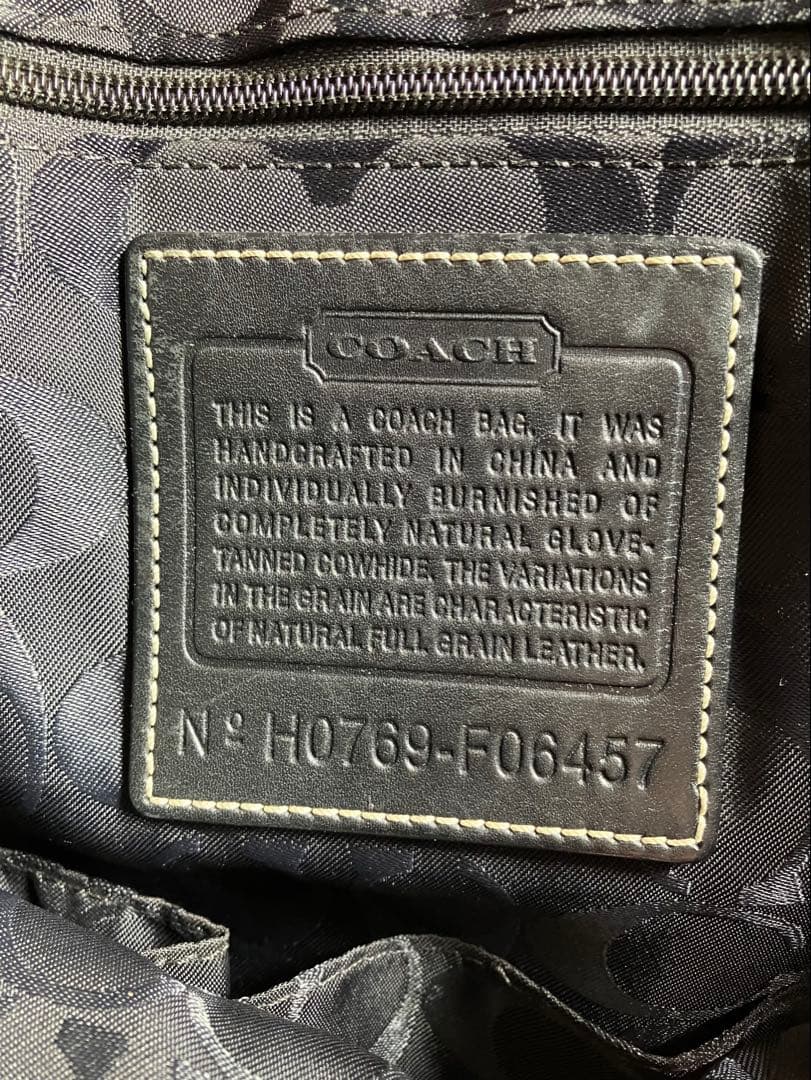 COACH
THIS IS A COACH BAG. IT WAS
HANDCRAFTED IN CHINA AND
INDIVIDUALLY BURNISHED OF
COMPLETELY NATURAL GLOVE-
TANNED COWHIDE. THE VARIATIONS
IN THE GRAIN ARE CHARACTERISTIC
OF NATURAL FULL GRAIN LEATHER.
Nº H0769-F06457